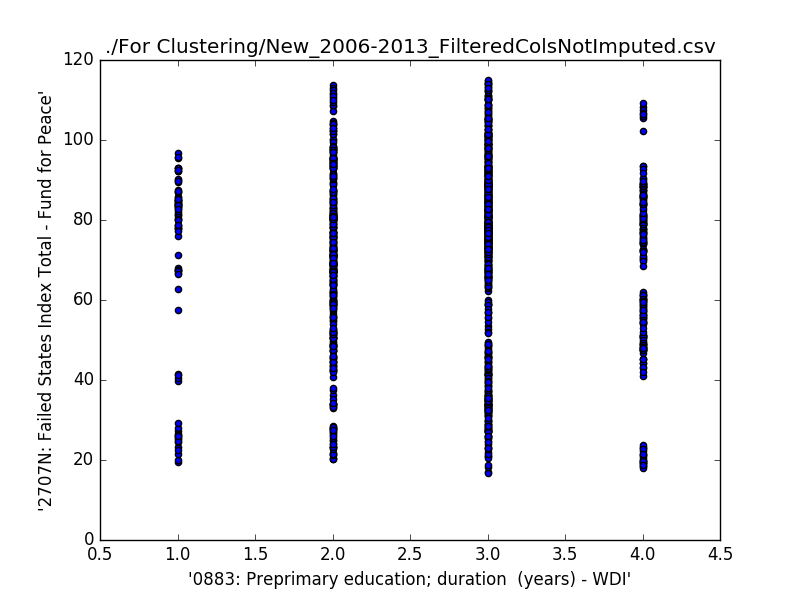 ./For Clustering/New_2006-2013_FilteredColsNotImputed.csv
'2707N: Failed States Index Total - Fund for Peace'
120
100
80
60
40
20
0
0.5 1.0 1.5 2.0 2.5 3.0 3.5 4.0 4.5
'0883: Preprimary education; duration  (years) - WDI'